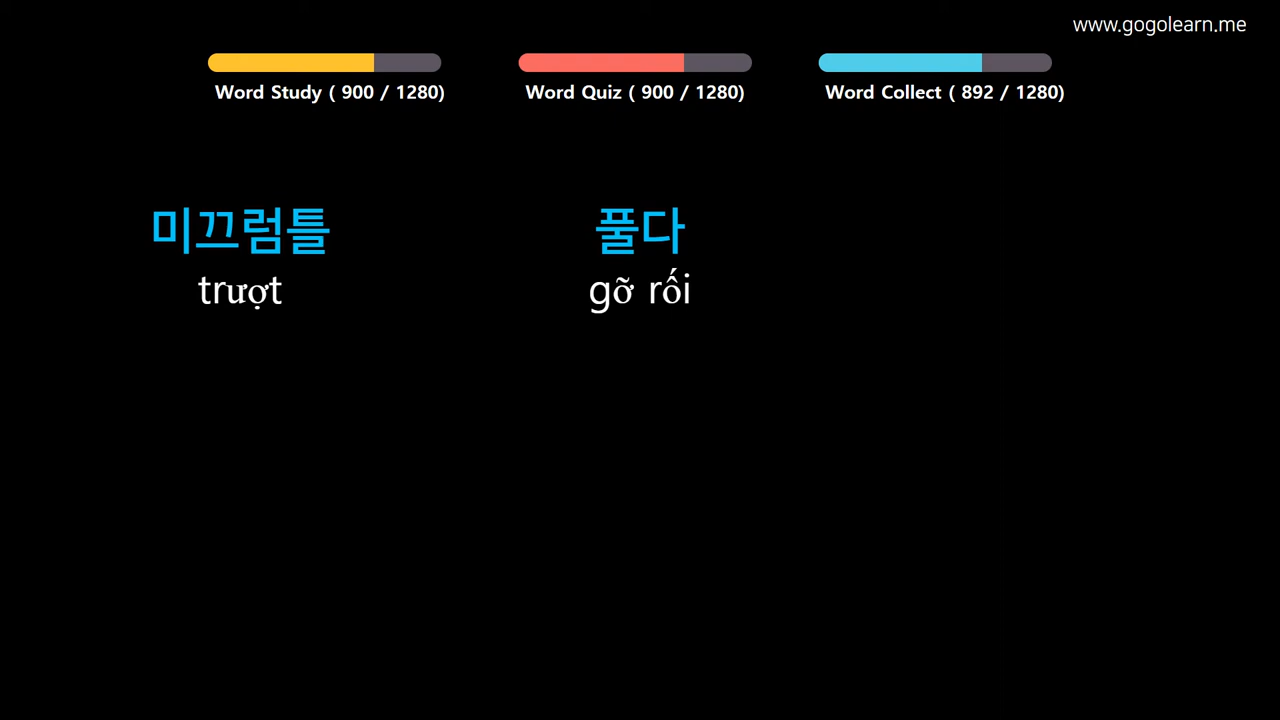 www.gogolearn.me
Word Study ( 900 / 1280)
Word Quiz ( 900 / 1280)
Word Collect ( 892 / 1280)
미끄럼틀
trượt
풀다
gỡ rối